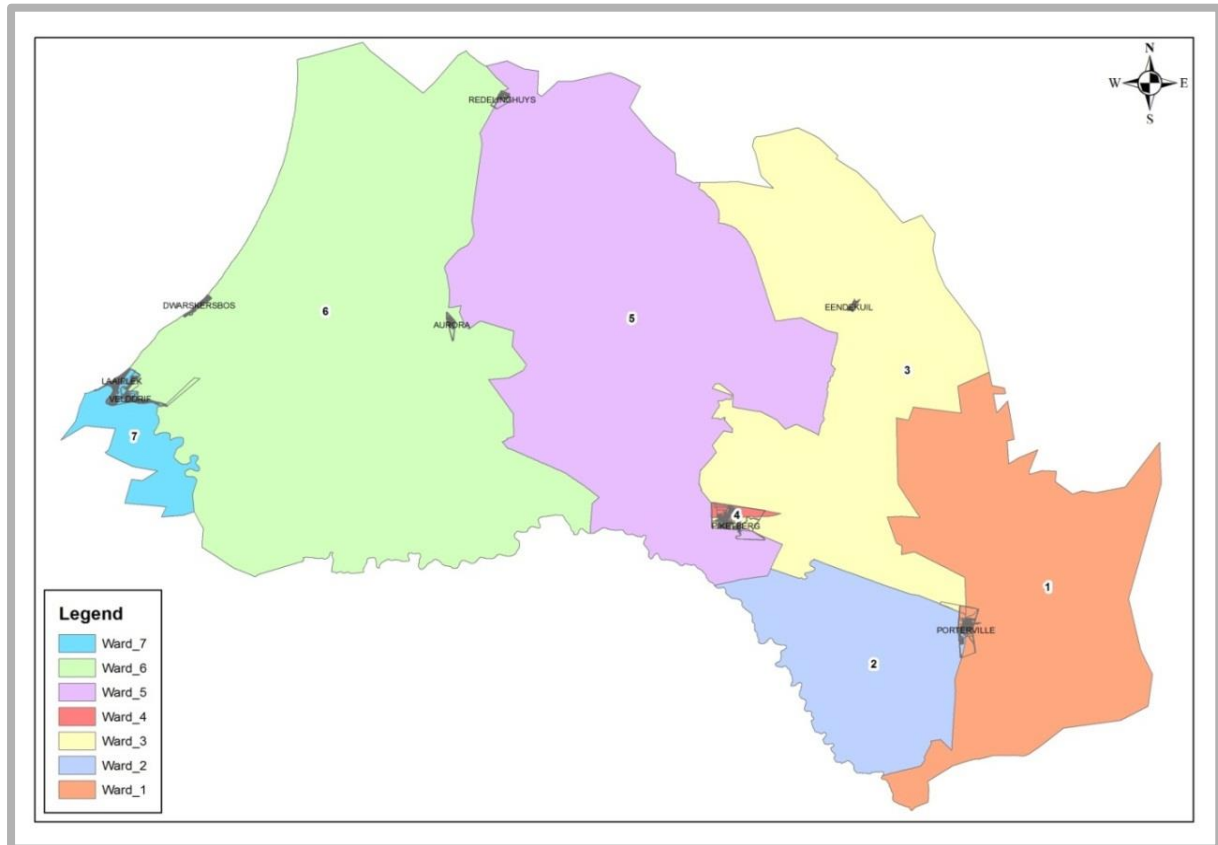 N
W E
S
REDELINGHUYS
DWARSKERSBOS
6
AURORA
5
EENDEKUIL
3
LAAIPLEK
VELDDRIF
7
4
PIKETBERG
1
PORTERVILLE
2
Legend
Ward_7
Ward_6
Ward_5
Ward_4
Ward_3
Ward_2
Ward_1